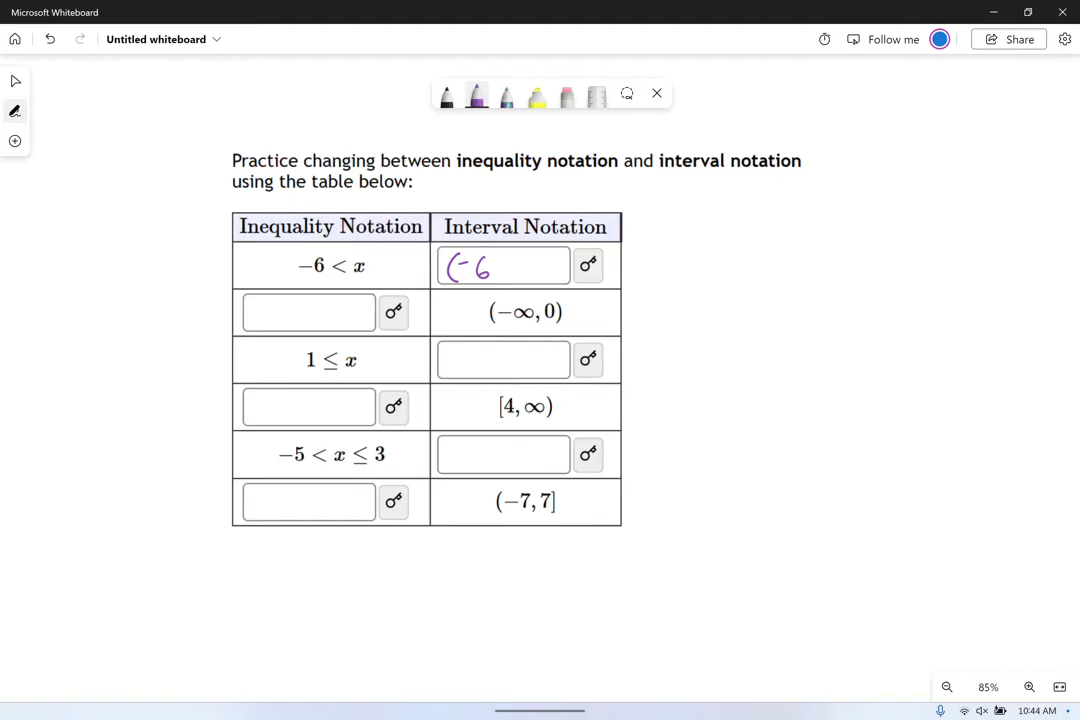 Microsoft Whiteboard
Untitled whiteboard
Follow me
Share
Practice changing between inequality notation and interval notation
using the table below:
Inequality Notation Interval Notation
−6 < x (-6
(−∞, 0)
1 ≤ x
[4, ∞)
−5 < x ≤ 3
(−7, 7]
85%
10:44 AM